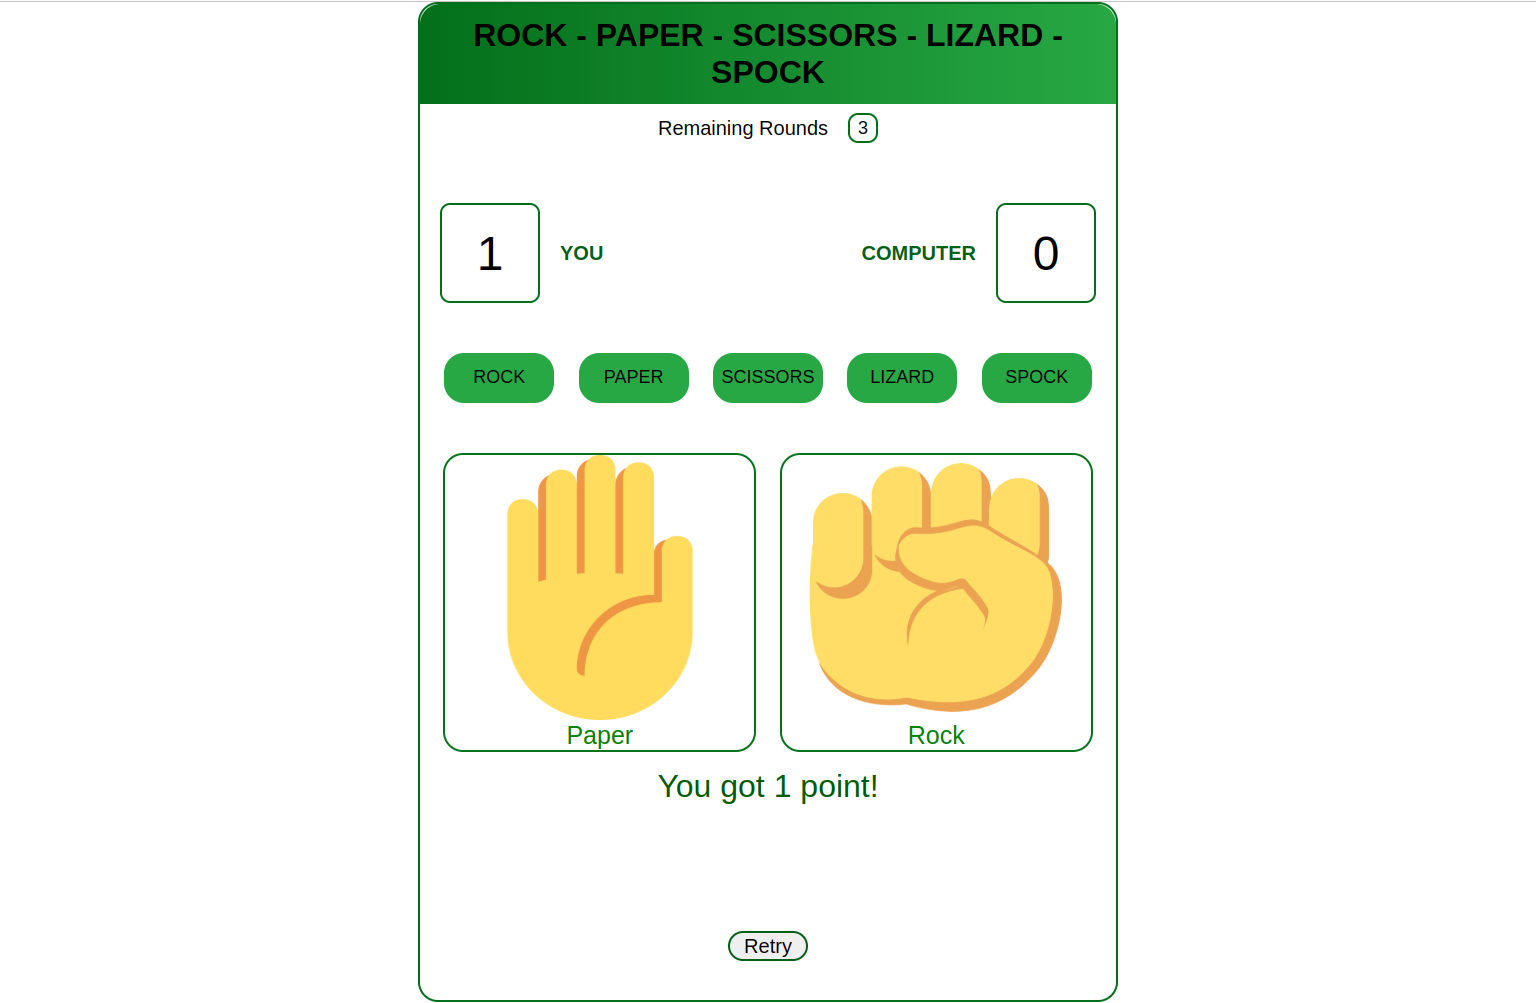 ROCK - PAPER - SCISSORS - LIZARD -
SPOCK
Remaining Rounds 3
1 YOU COMPUTER 0
ROCK PAPER SCISSORS LIZARD SPOCK
Paper Rock
You got 1 point!
Retry